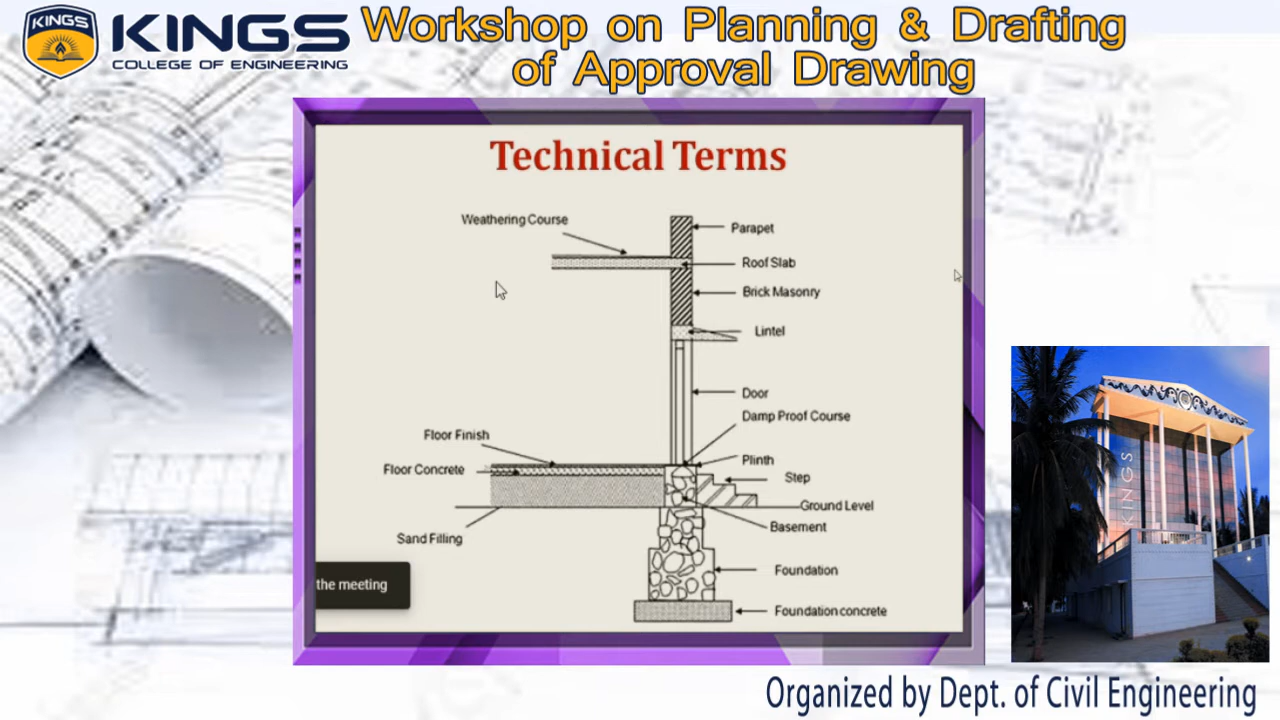 KINGS
KINGS
COLLEGE OF ENGINEERING
Workshop on Planning & Drafting
of Approval Drawing
Technical Terms
Weathering Course
Parapet
Roof Slab
Brick Masonry
Lintel
Door
Damp Proof Course
Floor Finish
Plinth
Floor Concrete
Step
Ground Level
Basement
Sand Filling
Foundation
the meeting
Foundation concrete
KINGS
Organized by Dept. of Civil Engineering